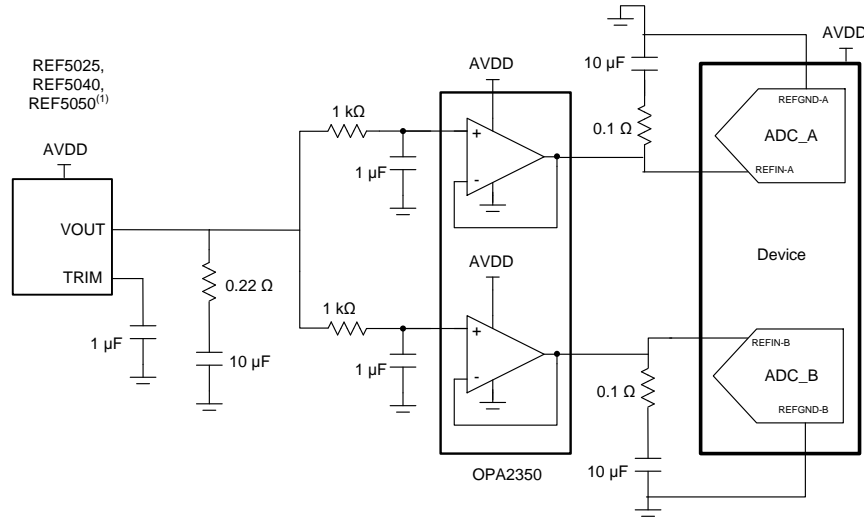 REF5025,
REF5040,
REF5050(1)
AVDD
VOUT
TRIM
1 µF
0.22 Ω
10 µF
1 kΩ
1 µF
AVDD
+
-
1 kΩ
1 µF
AVDD
+
-
OPA2350
10 µF
0.1 Ω
AVDD
REFGND-A
ADC_A
REFIN-A
Device
REFIN-B
ADC_B
REFGND-B
0.1 Ω
10 µF